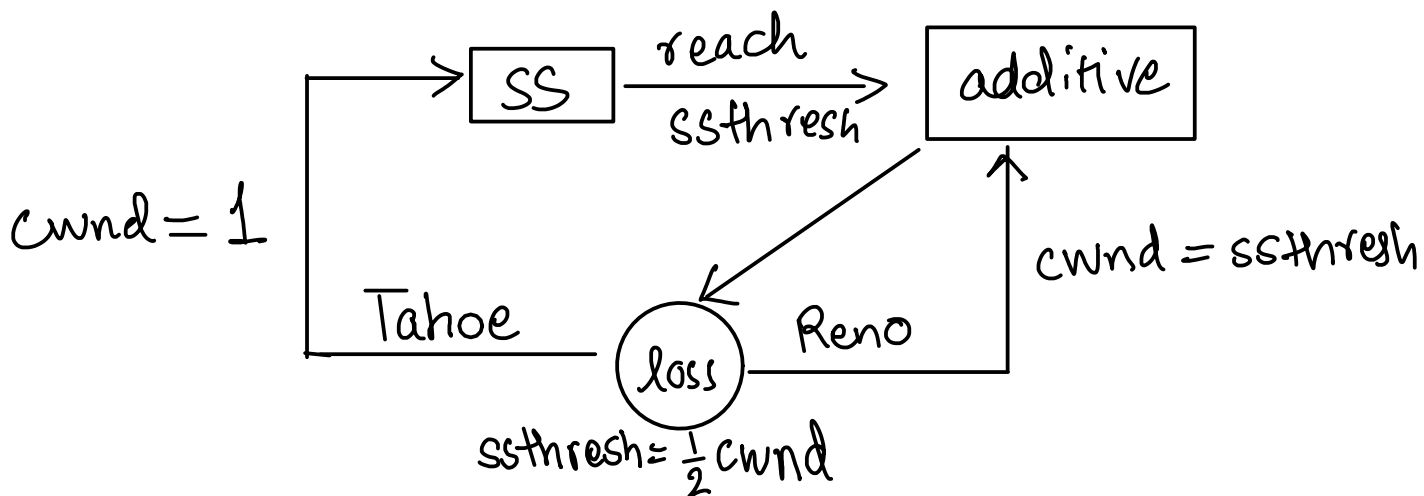 SS
reach
ssthresh
additive
cwnd = 1
cwnd = ssthresh
Tahoe
loss
Reno
ssthresh = 1/2 cwnd